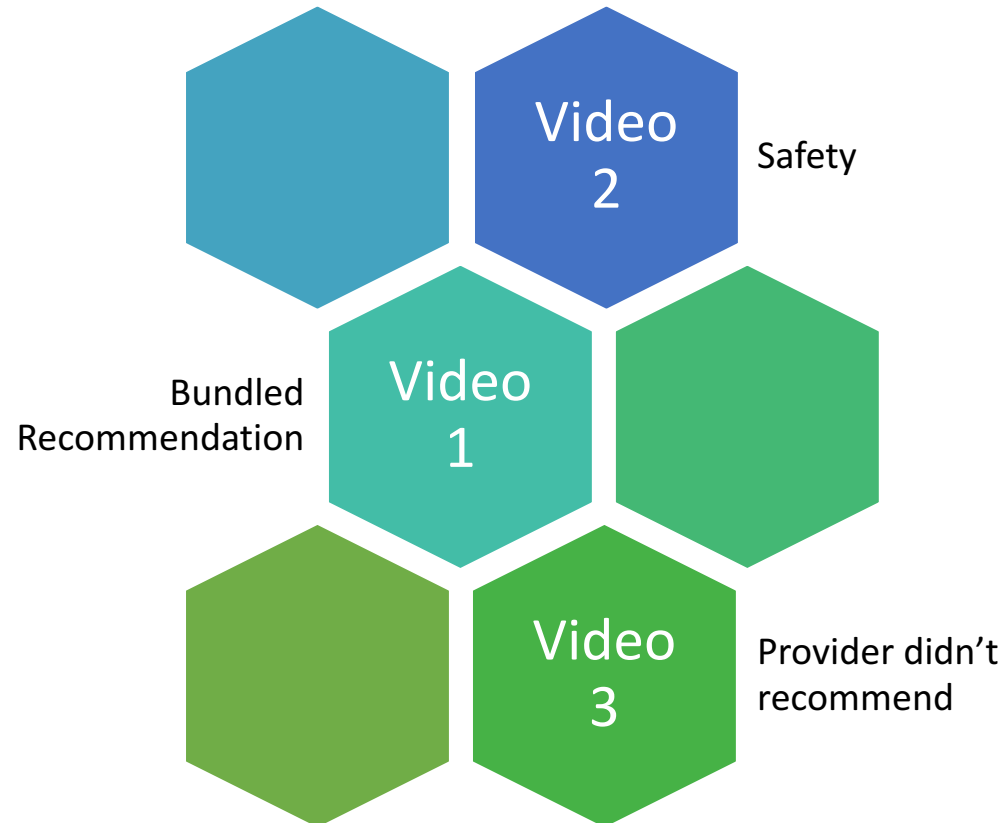 Video
2
Safety
Bundled
Recommendation
Video
1
Video
3
Provider didn’t
recommend